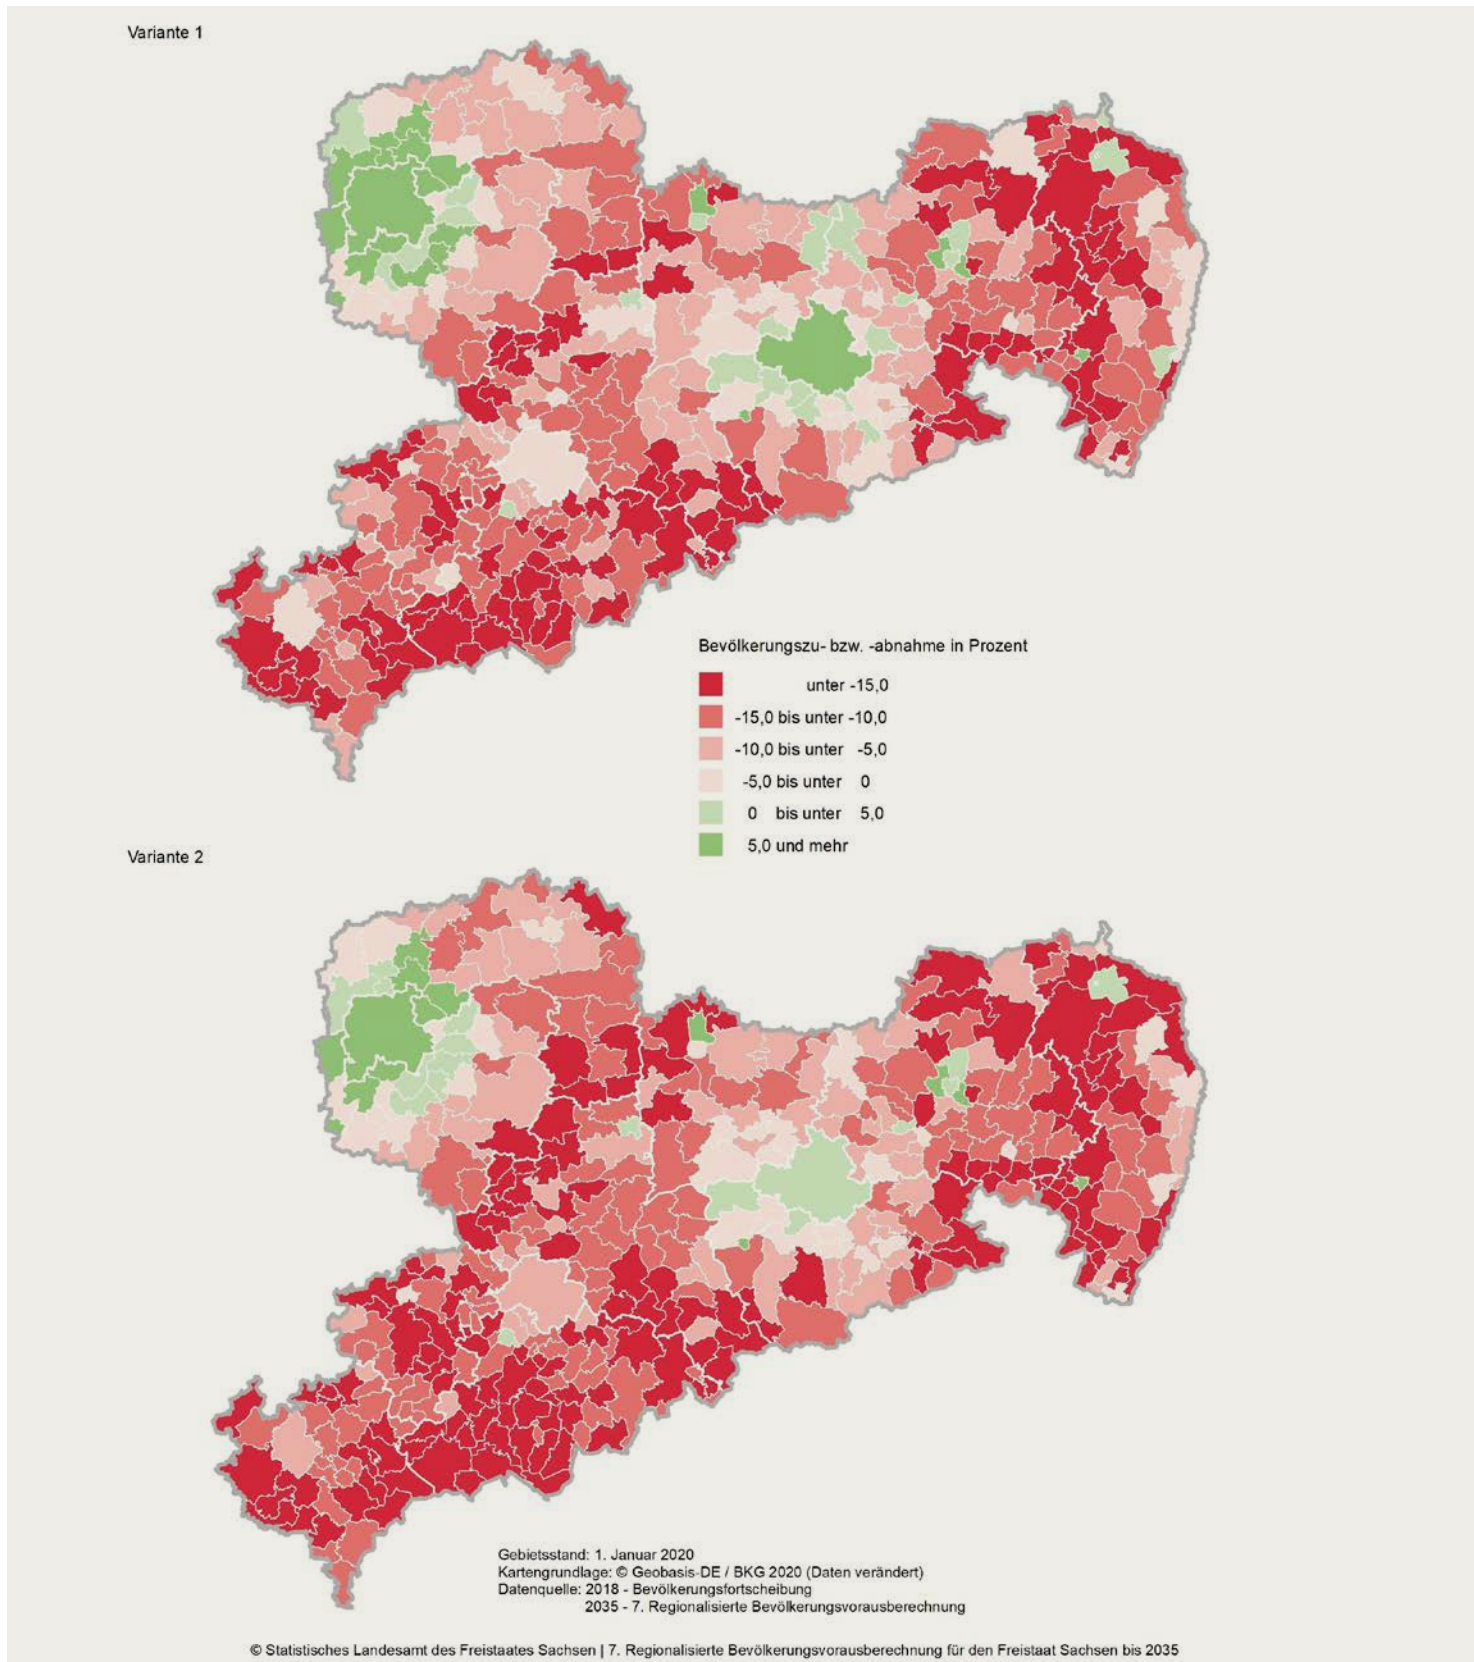 Variante 1
Bevölkerungszu- bzw. -abnahme in Prozent
unter -15,0
-15,0 bis unter -10,0
-10,0 bis unter -5,0
-5,0 bis unter 0
0 bis unter 5,0
5,0 und mehr
Variante 2
Gebietsstand: 1. Januar 2020
Kartengrundlage: © Geobasis-DE / BKG 2020 (Daten verändert)
Datenquelle: 2018 - Bevölkerungsfortscheibung
2035 - 7. Regionalisierte Bevölkerungsvorausberechnung
© Statistisches Landesamt des Freistaates Sachsen | 7. Regionalisierte Bevölkerungsvorausberechnung für den Freistaat Sachsen bis 2035